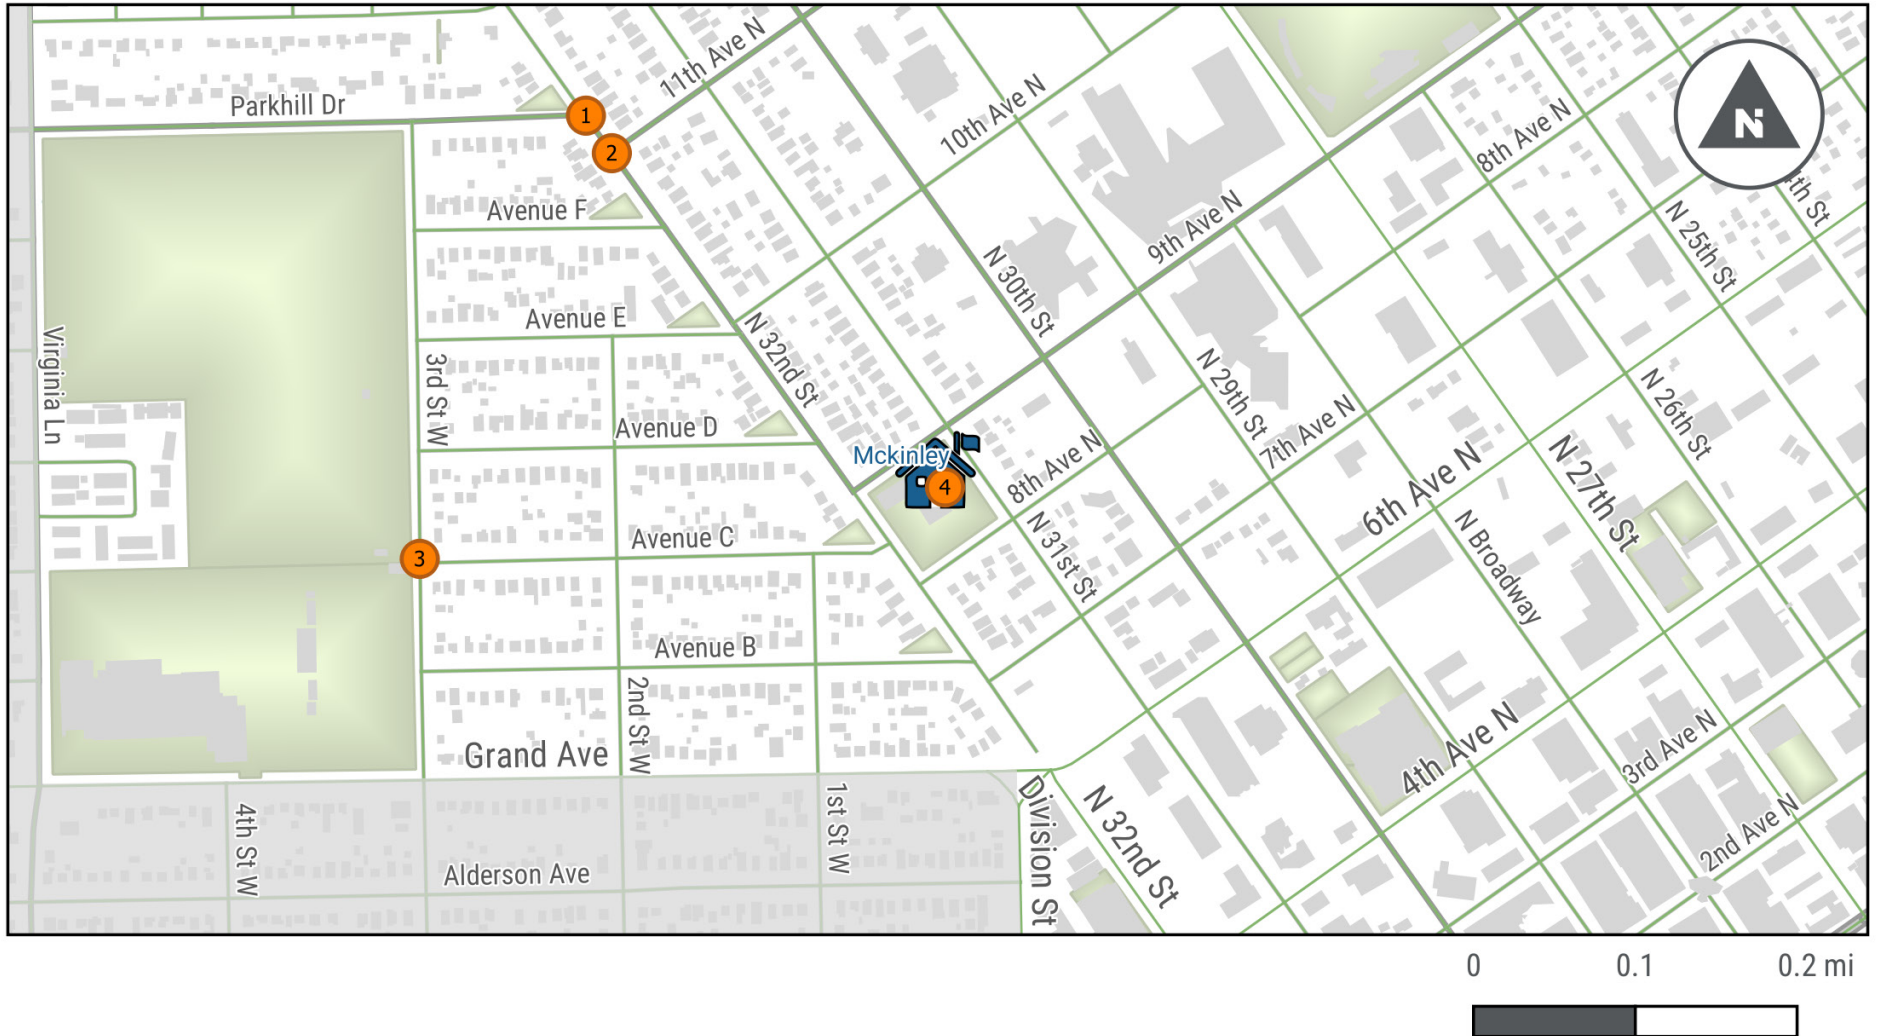 11th Ave N
Parkhill Dr
1
2
10th Ave N
8th Ave N
N
4th St
Avenue F
9th Ave N
N 25th St
N 30th St
Avenue E
N 32nd St
Virginia Ln
3rd St W
N 29th St
7th Ave N
N 26th St
Avenue D
Mckinley
4
8th Ave N
6th Ave N
N 27th St
Avenue C
3
N 31st St
N Broadway
Avenue B
2nd St W
Grand Ave
4th Ave N
3rd Ave N
4th St W
1st St W
Division St
N 32nd St
2nd Ave N
Alderson Ave
0 0.1 0.2 mi